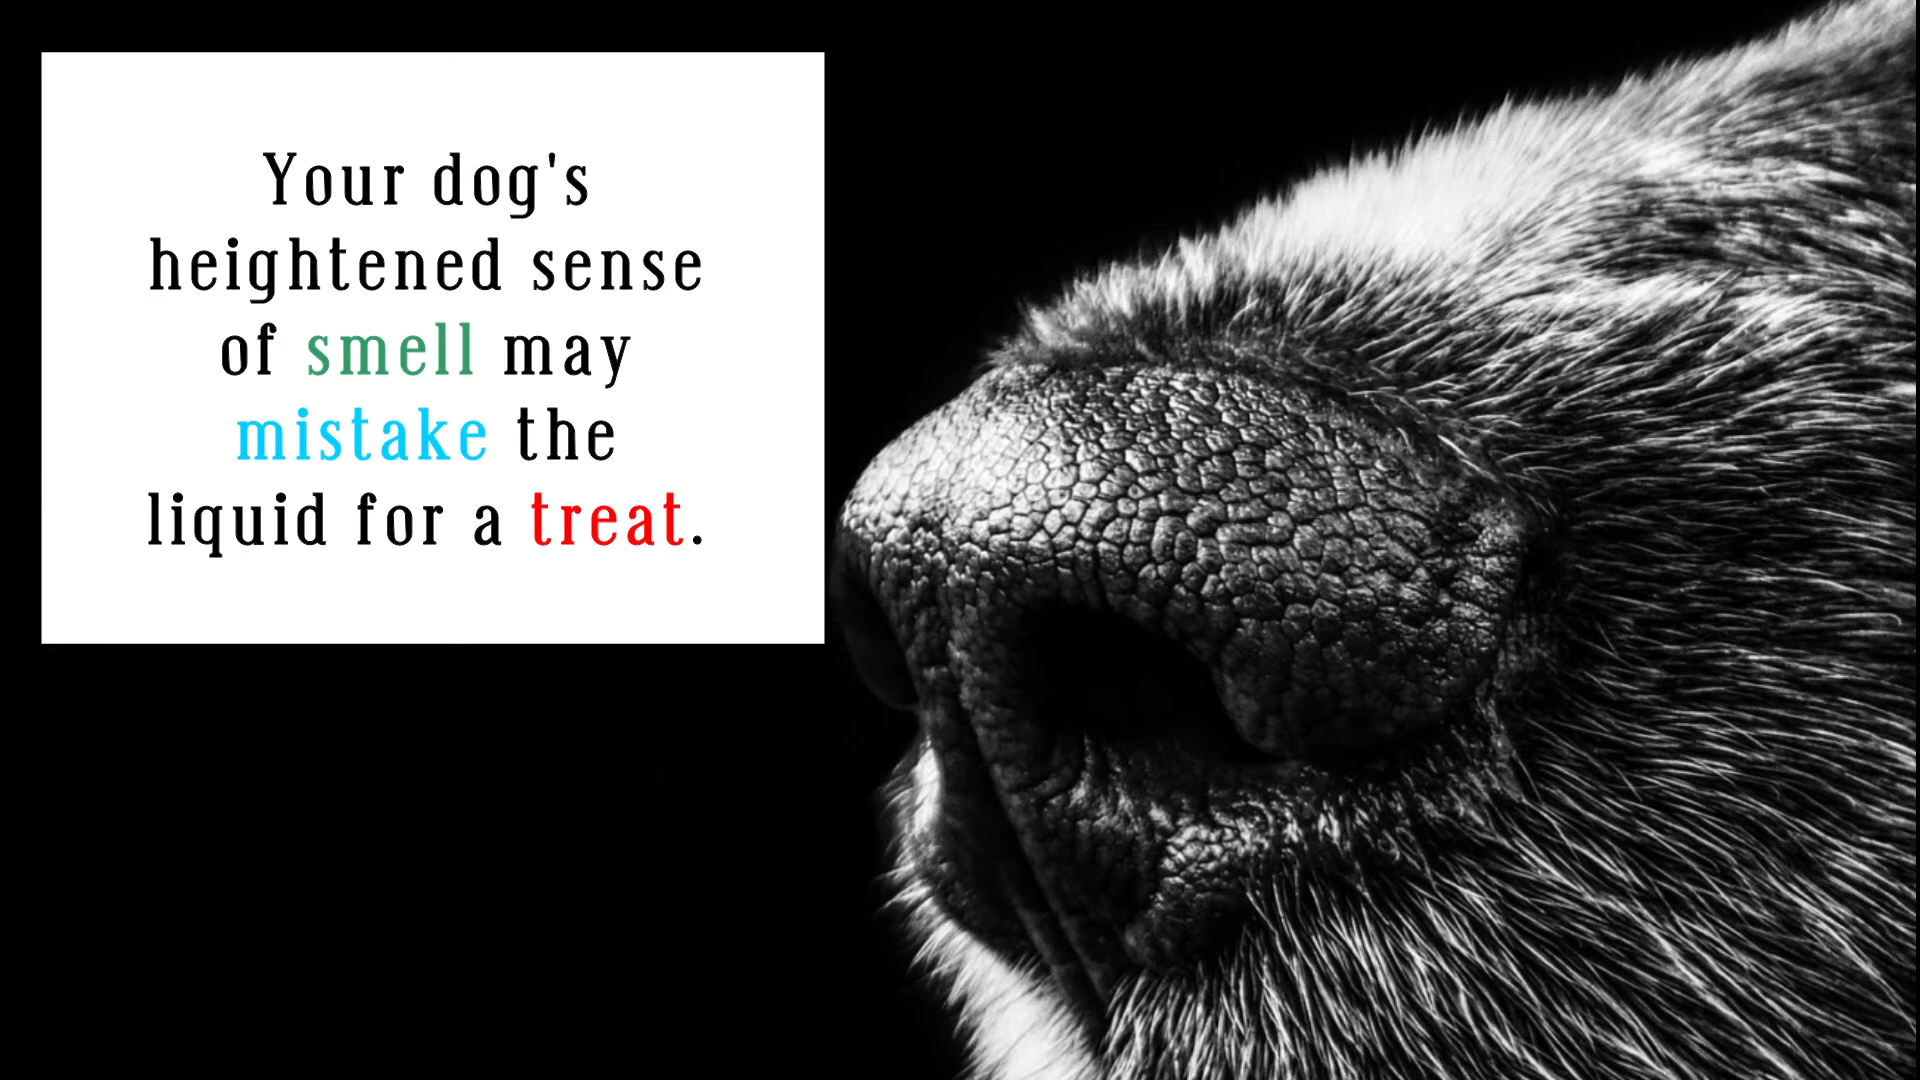 Your dog's
heightened sense
of smell may
mistake the
liquid for a treat.